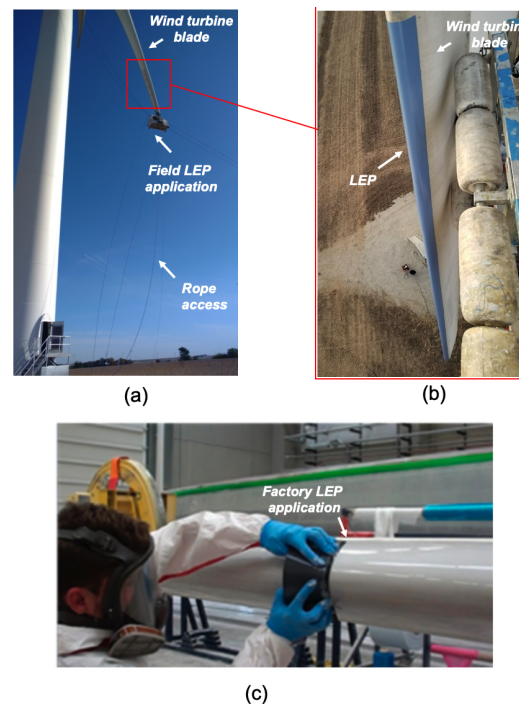 Wind turbine
blade
Field LEP
application
Rope
access
(a)
Wind turbine
blade
LEP
(b)
Factory LEP
application
(c)